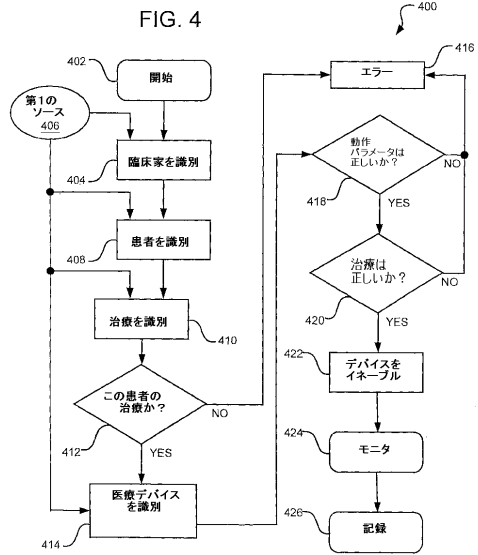 FIG. 4
400
402
開始
第1の
ソース
406
404
臨床家を識別
408
患者を識別
治療を識別
410
この患者の
治療か？
412
NO
YES
医療デバイス
を識別
414
416
エラー
動作
パラメータは
正しいか？
418
NO
YES
治療は
正しいか？
420
NO
YES
422
デバイスを
イネーブル
424
モニタ
426
記録